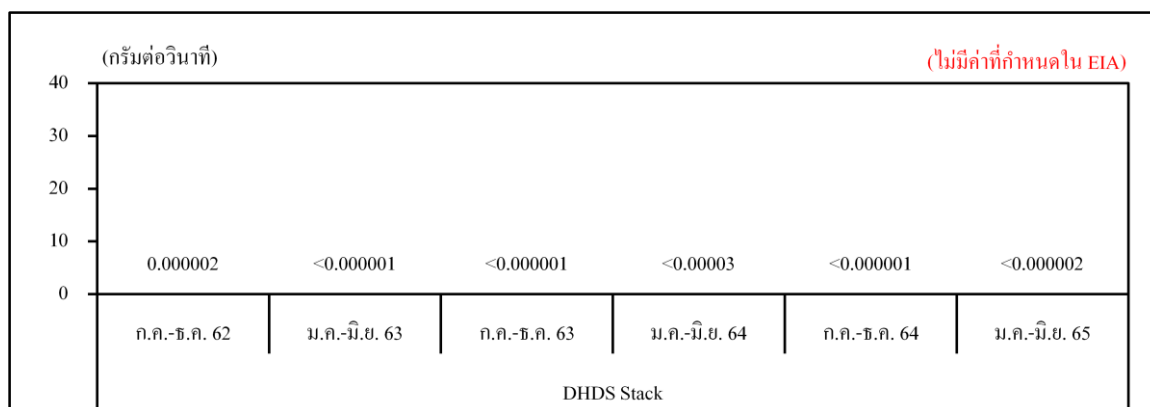 (กรัมต่อวินาที) (ไม่มีค่าที่กำหนดใน EIA)
40
30
20
10
0.000002 <0.000001 <0.000001 <0.00003 <0.000001 <0.000002
0
ก.ค.-ธ.ค. 62 ม.ค.-มิ.ย. 63 ก.ค.-ธ.ค. 63 ม.ค.-มิ.ย. 64 ก.ค.-ธ.ค. 64 ม.ค.-มิ.ย. 65
DHDS Stack